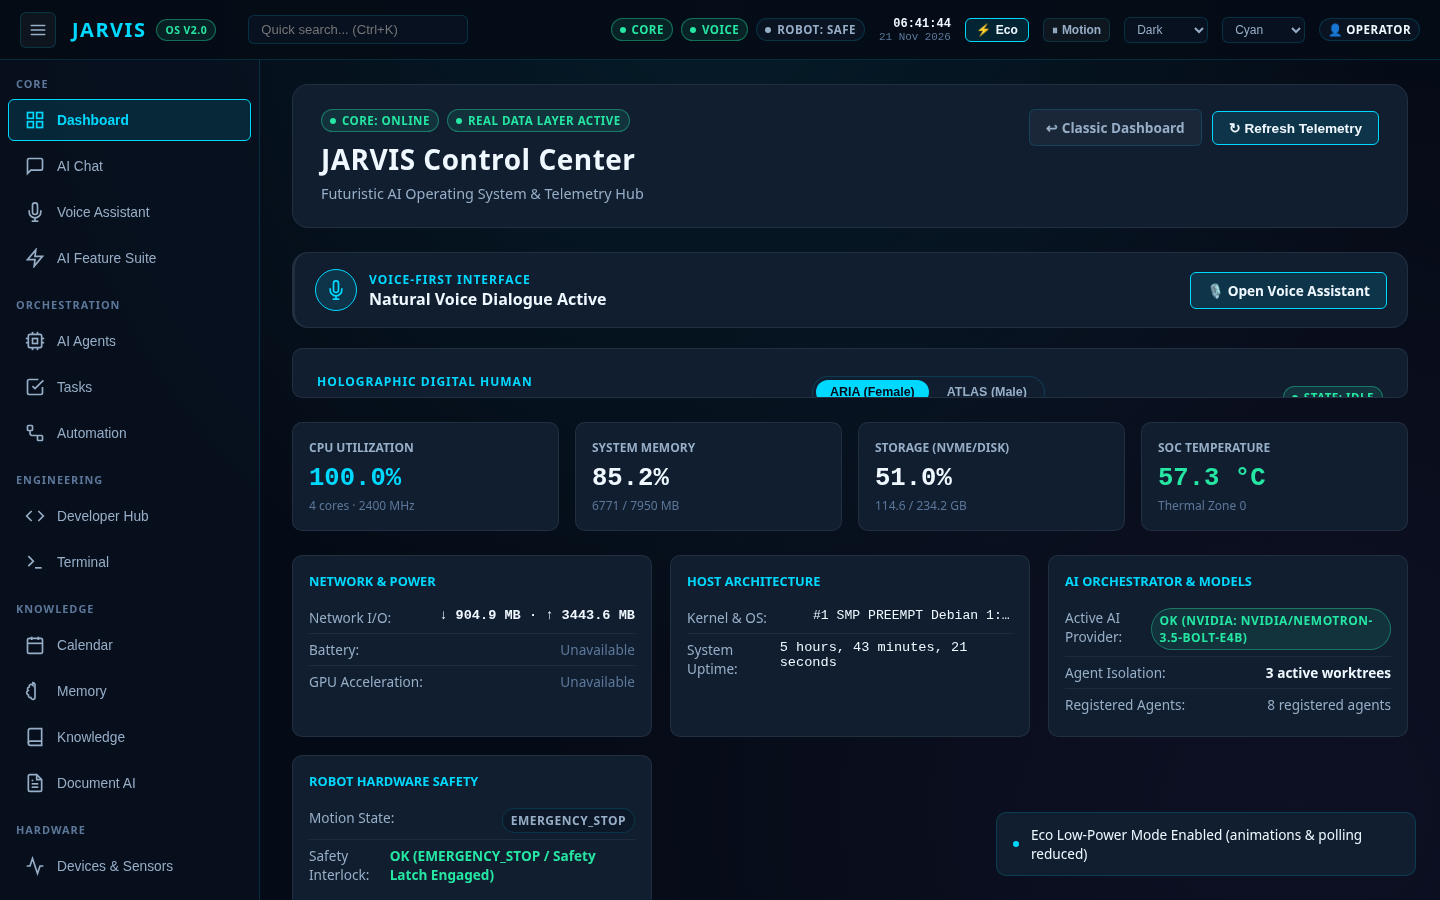 JARVIS
OS V2.0
Quick search... (Ctrl+K)
CORE
VOICE
ROBOT: SAFE
06:41:44
21 Nov 2026
⚡ Eco
Motion
Dark
Cyan
👤 OPERATOR
CORE
Dashboard
AI Chat
Voice Assistant
AI Feature Suite
ORCHESTRATION
AI Agents
Tasks
Automation
ENGINEERING
Developer Hub
Terminal
KNOWLEDGE
Calendar
Memory
Knowledge
Document AI
HARDWARE
Devices & Sensors
CORE: ONLINE
REAL DATA LAYER ACTIVE
JARVIS Control Center
Futuristic AI Operating System & Telemetry Hub
↩ Classic Dashboard
↻ Refresh Telemetry
VOICE-FIRST INTERFACE
Natural Voice Dialogue Active
🎙️ Open Voice Assistant
HOLOGRAPHIC DIGITAL HUMAN
ARIA (Female)
ATLAS (Male)
STATE: IDLE
CPU UTILIZATION
100.0%
4 cores · 2400 MHz
SYSTEM MEMORY
85.2%
6771 / 7950 MB
STORAGE (NVME/DISK)
51.0%
114.6 / 234.2 GB
SOC TEMPERATURE
57.3 °C
Thermal Zone 0
NETWORK & POWER
Network I/O: ↓ 904.9 MB · ↑ 3443.6 MB
Battery: Unavailable
GPU Acceleration: Unavailable
HOST ARCHITECTURE
Kernel & OS: #1 SMP PREEMPT Debian 1:…
System Uptime: 5 hours, 43 minutes, 21
seconds
AI ORCHESTRATOR & MODELS
Active AI Provider: OK (NVIDIA: NVIDIA/NEMOTRON-
3.5-BOLT-E4B)
Agent Isolation: 3 active worktrees
Registered Agents: 8 registered agents
ROBOT HARDWARE SAFETY
Motion State: EMERGENCY_STOP
Safety Interlock: OK (EMERGENCY_STOP / Safety
Latch Engaged)
Eco Low-Power Mode Enabled (animations & polling
reduced)